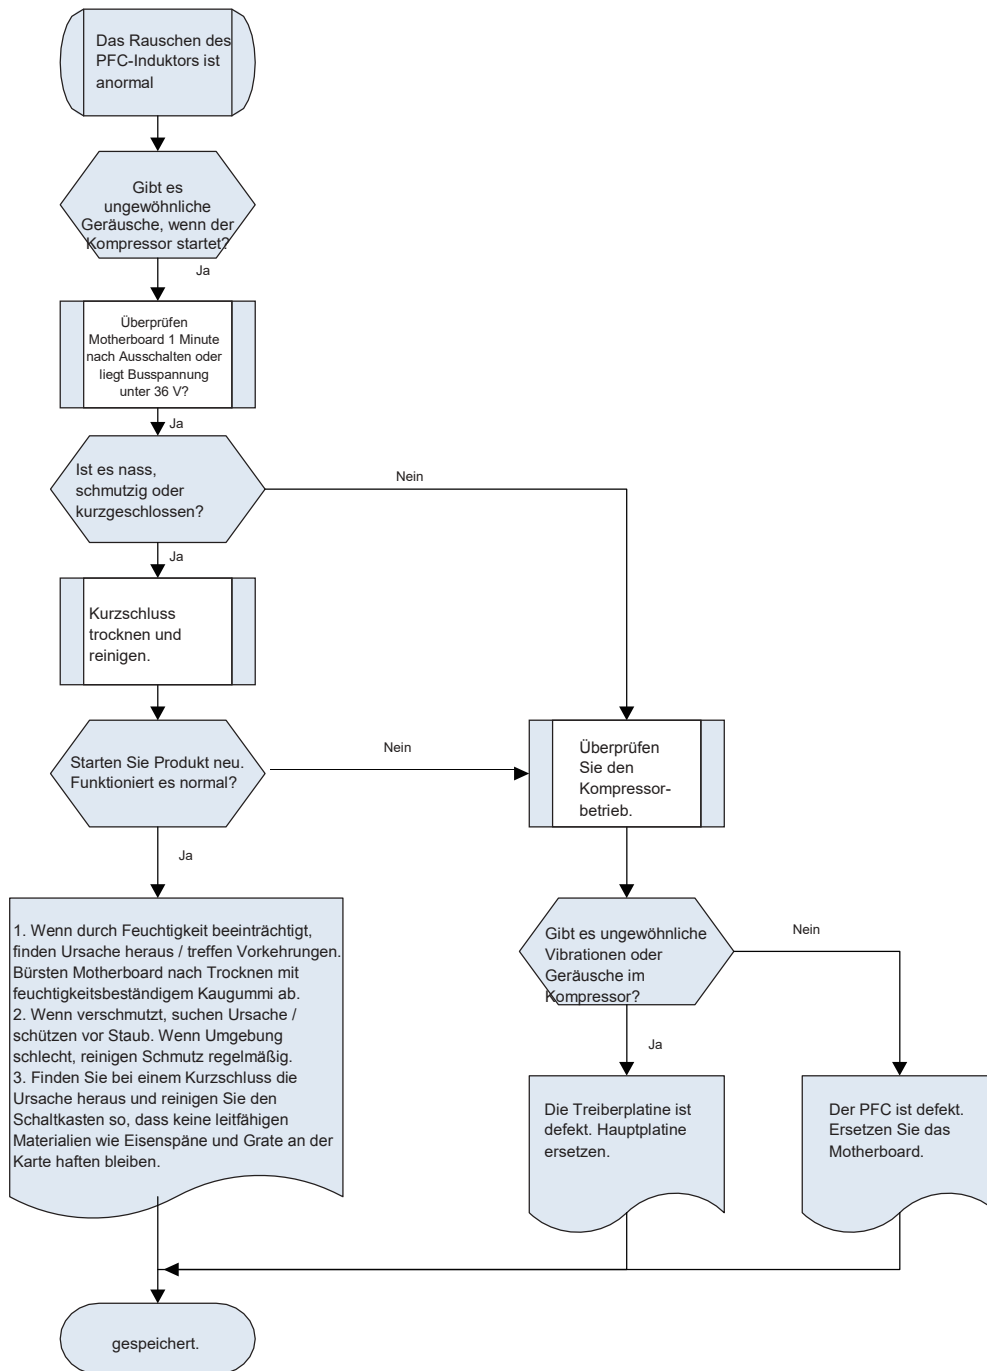 Das Rauschen des
PFC-Induktors ist
anormal
Gibt es
ungewöhnliche
Geräusche, wenn der
Kompressor startet?
Ja
Überprüfen
Motherboard 1 Minute
nach Ausschalten oder
liegt Busspannung
unter 36 V?
Ja
Ist es nass,
schmutzig oder
kurzgeschlossen?
Nein
Ja
Kurzschluss
trocknen und
reinigen.
Starten Sie Produkt neu.
Funktioniert es normal?
Nein
Überprüfen
Sie den
Kompressor-
betrieb.
Ja
1. Wenn durch Feuchtigkeit beeinträchtigt,
finden Ursache heraus / treffen Vorkehrungen.
Bürsten Motherboard nach Trocknen mit
feuchtigkeitsbeständigem Kaugummi ab.
2. Wenn verschmutzt, suchen Ursache /
schützen vor Staub. Wenn Umgebung
schlecht, reinigen Schmutz regelmäßig.
3. Finden Sie bei einem Kurzschluss die
Ursache heraus und reinigen Sie den
Schaltkasten so, dass keine leitfähigen
Materialien wie Eisenspäne und Grate an der
Karte haften bleiben.
Gibt es ungewöhnliche
Vibrationen oder
Geräusche im
Kompressor?
Nein
Ja
Die Treiberplatine ist
defekt. Hauptplatine
ersetzen.
Der PFC ist defekt.
Ersetzen Sie das
Motherboard.
gespeichert.